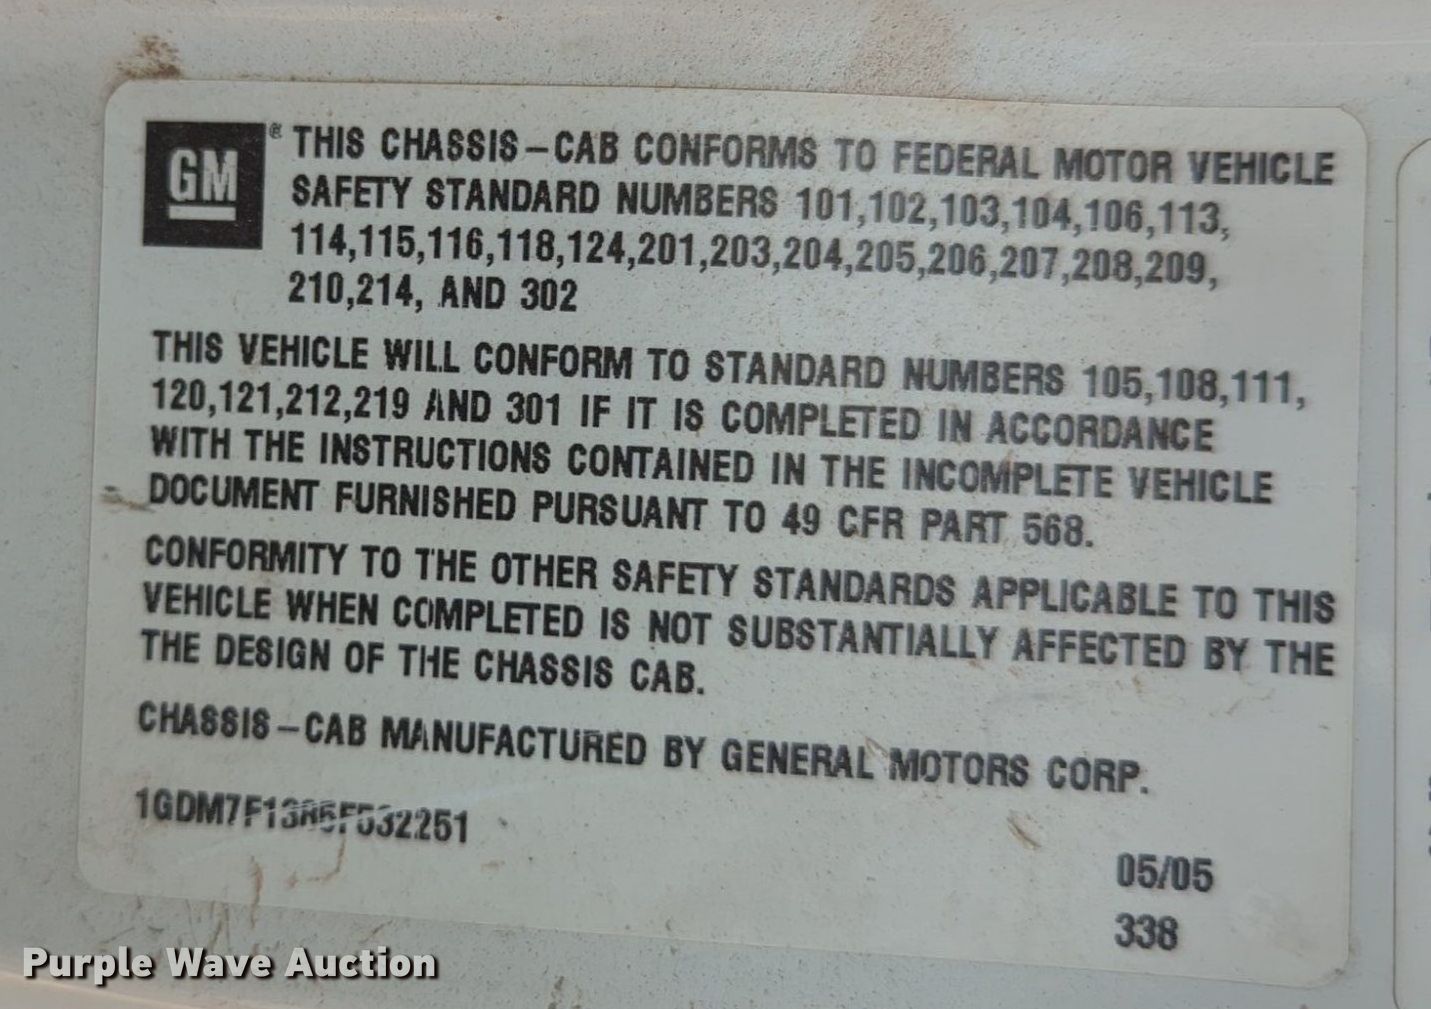 GM
® THIS CHASSIS-CAB CONFORMS TO FEDERAL MOTOR VEHICLE
SAFETY STANDARD NUMBERS 101,102,103,104,106,113,
114,115,116,118,124,201,203,204,205,206,207,208,209,
210,214, AND 302
THIS VEHICLE WILL CONFORM TO STANDARD NUMBERS 105,108,111,
120,121,212,219 AND 301 IF IT IS COMPLETED IN ACCORDANCE
WITH THE INSTRUCTIONS CONTAINED IN THE INCOMPLETE VEHICLE
DOCUMENT FURNISHED PURSUANT TO 49 CFR PART 568.
CONFORMITY TO THE OTHER SAFETY STANDARDS APPLICABLE TO THIS
VEHICLE WHEN COMPLETED IS NOT SUBSTANTIALLY AFFECTED BY THE
THE DESIGN OF THE CHASSIS CAB.
CHASSIS-CAB MANUFACTURED BY GENERAL MOTORS CORP.
1GDM7F1385F532251
05/05
338
Purple Wave Auction